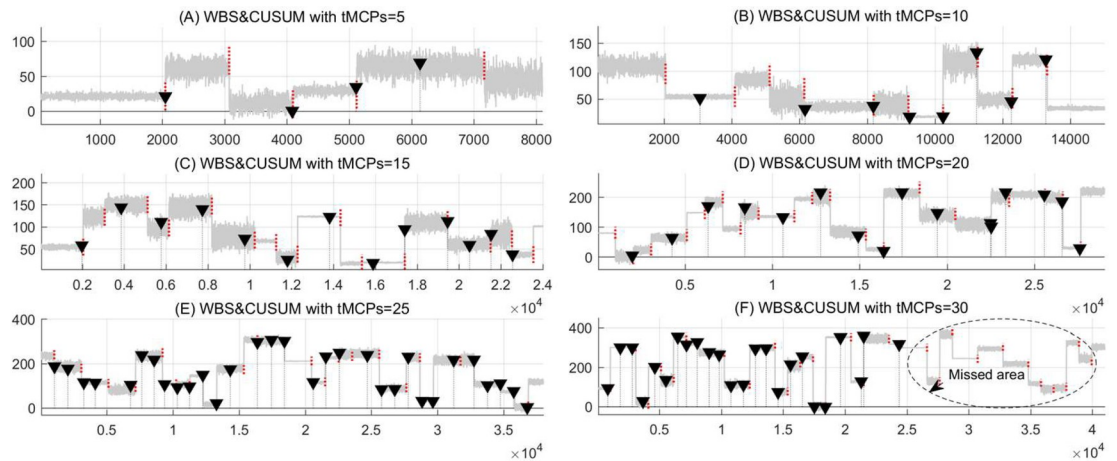 (A) WBS&CUSUM with tMCPs=5
(B) WBS&CUSUM with tMCPs=10
100
50
0
1000 2000 3000 4000 5000 6000 7000 8000
150
100
50
2000 4000 6000 8000 10000 12000 14000
(C) WBS&CUSUM with tMCPs=15
(D) WBS&CUSUM with tMCPs=20
200
150
100
50
0.2 0.4 0.6 0.8 1 1.2 1.4 1.6 1.8 2 2.2 2.4
×10⁴
200
100
0
0.5 1 1.5 2 2.5
×10⁴
(E) WBS&CUSUM with tMCPs=25
(F) WBS&CUSUM with tMCPs=30
400
200
0
0.5 1 1.5 2 2.5 3 3.5
×10⁴
400
300
200
100
0
Missed area
0.5 1 1.5 2 2.5 3 3.5 4
×10⁴